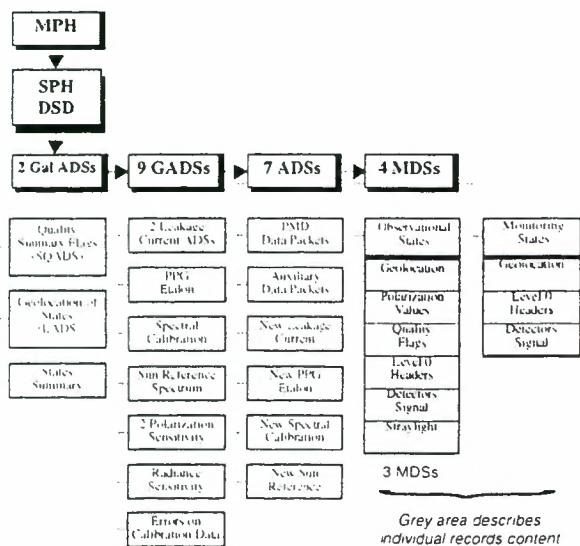 MPH
SPH
DSD
2 Gal ADSs
9 GADSs
7 ADSs
4 MDSs
Quality
Summary Flags
<SQADS>
Geolocation of
States
<LADS>
States
Summary
2 Leakage
Current ADSs
PPG
Etalon
Spectral
Calibration
Sun Reference
Spectrum
2 Polarization
Sensitivity
Radiance
Sensitivity
Errors on
Calibration Data
PMD
Data Packets
Auxiliary
Data Packets
New Leakage
Current
New PPG
Etalon
New Spectral
Calibration
New Sun
Reference
Observational
States
Geolocation
Polarization
Values
Quality
Flags
Level 0
Headers
Detectors
Signal
Straylight
3 MDSs
Monitoring
States
Geolocation
Level 0
Headers
Detectors
Signal
Grey area describes
individual records content